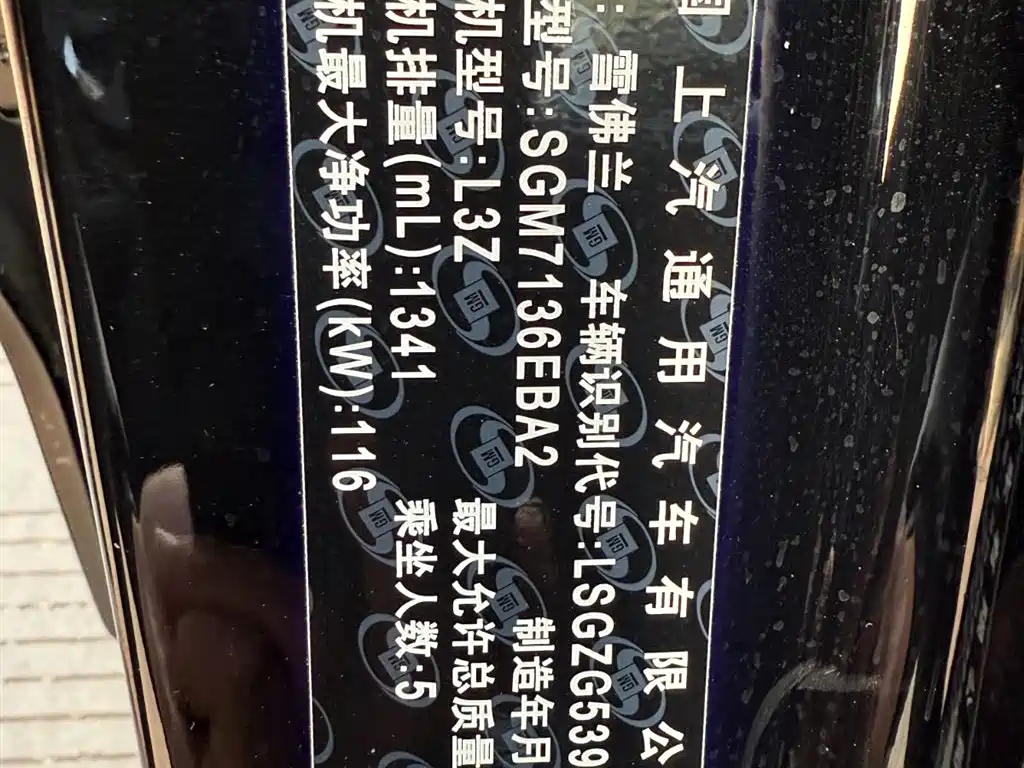 国 上汽通用汽车有限公
:雪佛兰 车辆识别代号:LSGZG539
型号:SGM7136EBA2 制造年月
机型号:L3Z 最大允许总质量
机排量(mL):1341 乘坐人数:5
机最大净功率(kW):116